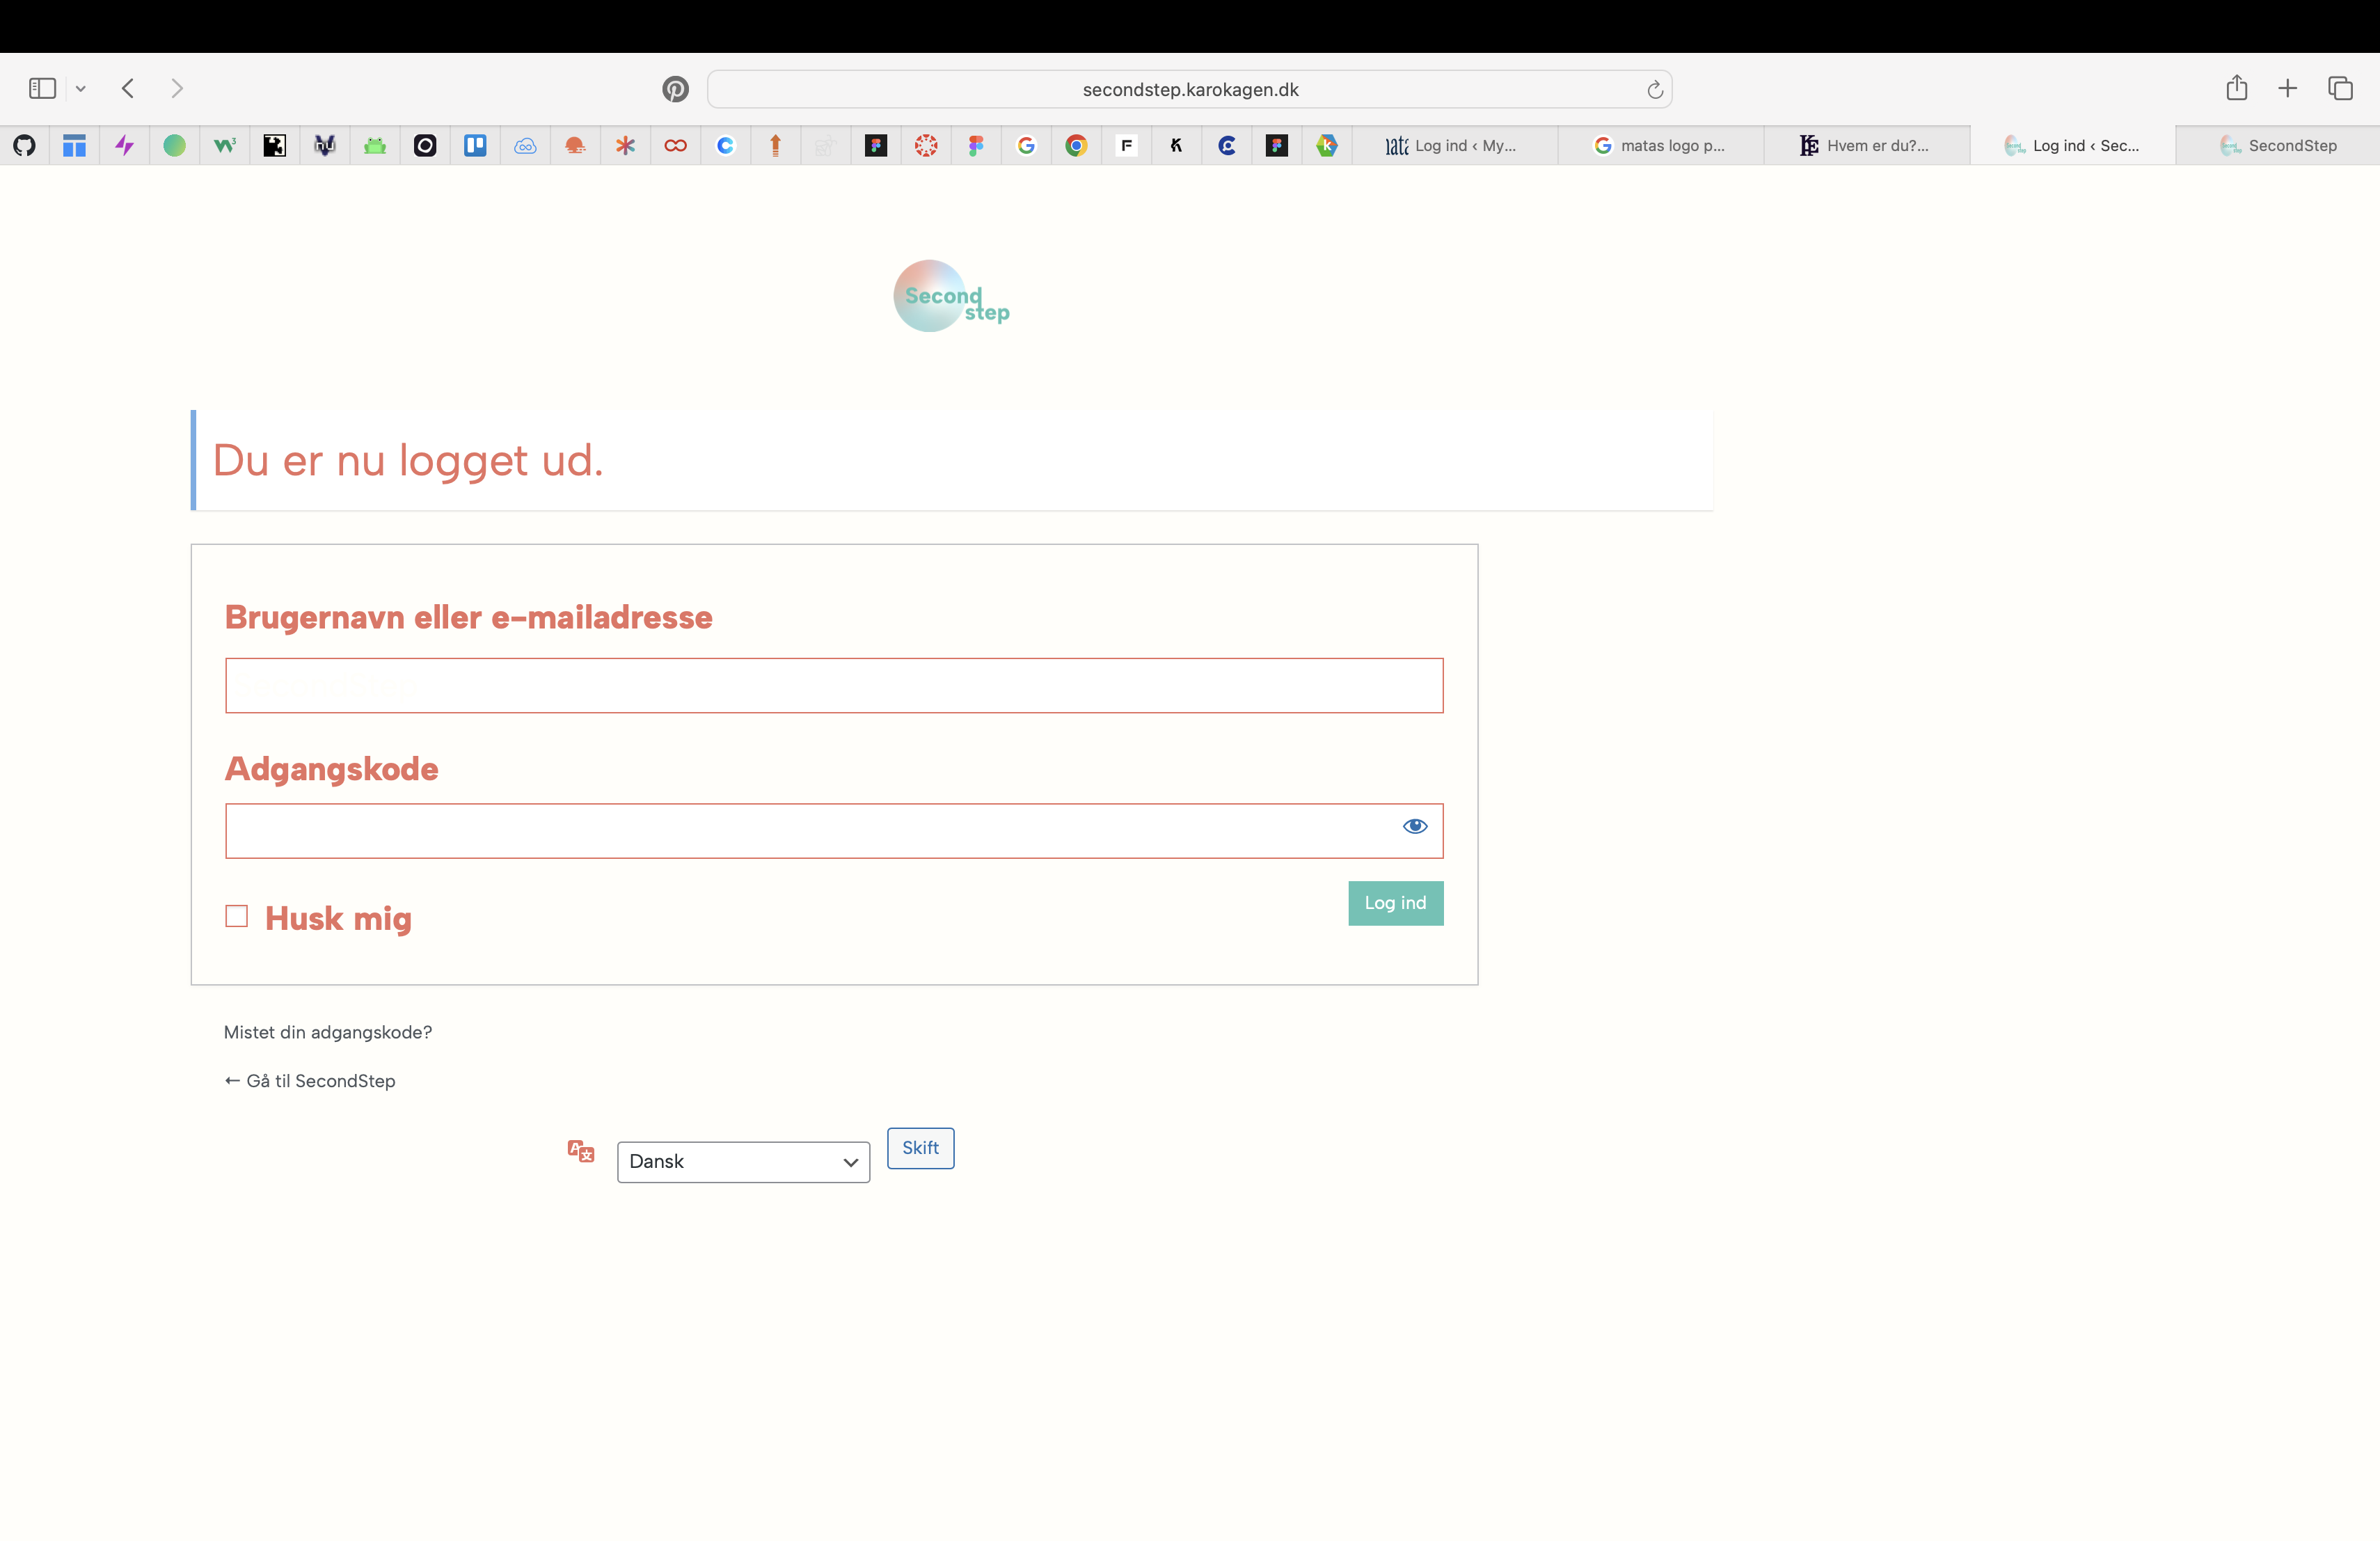 secondstep.karokagen.dk
Log ind ‹ My...
matas logo p...
Hvem er du?...
Log ind ‹ Sec...
SecondStep
Second
step
Du er nu logget ud.
Brugernavn eller e-mailadresse
Adgangskode
Husk mig
Log ind
Mistet din adgangskode?
← Gå til SecondStep
Dansk
Skift